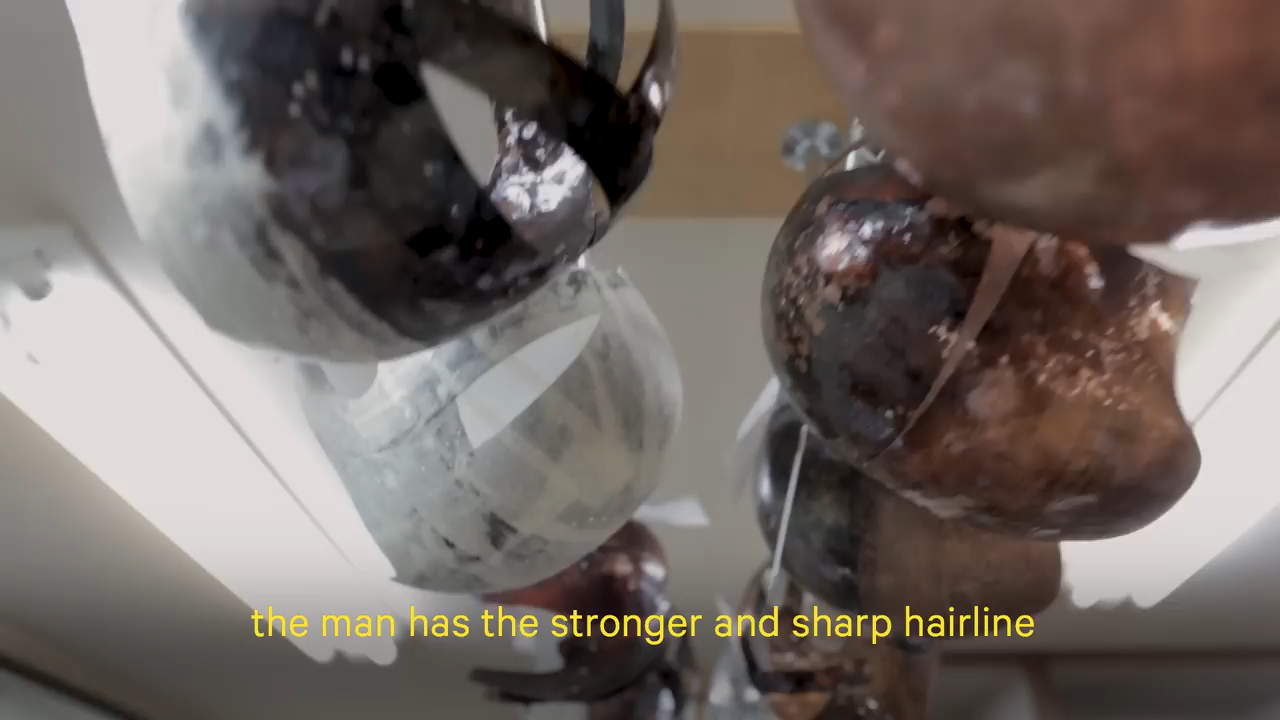 the man has the stronger and sharp hairline